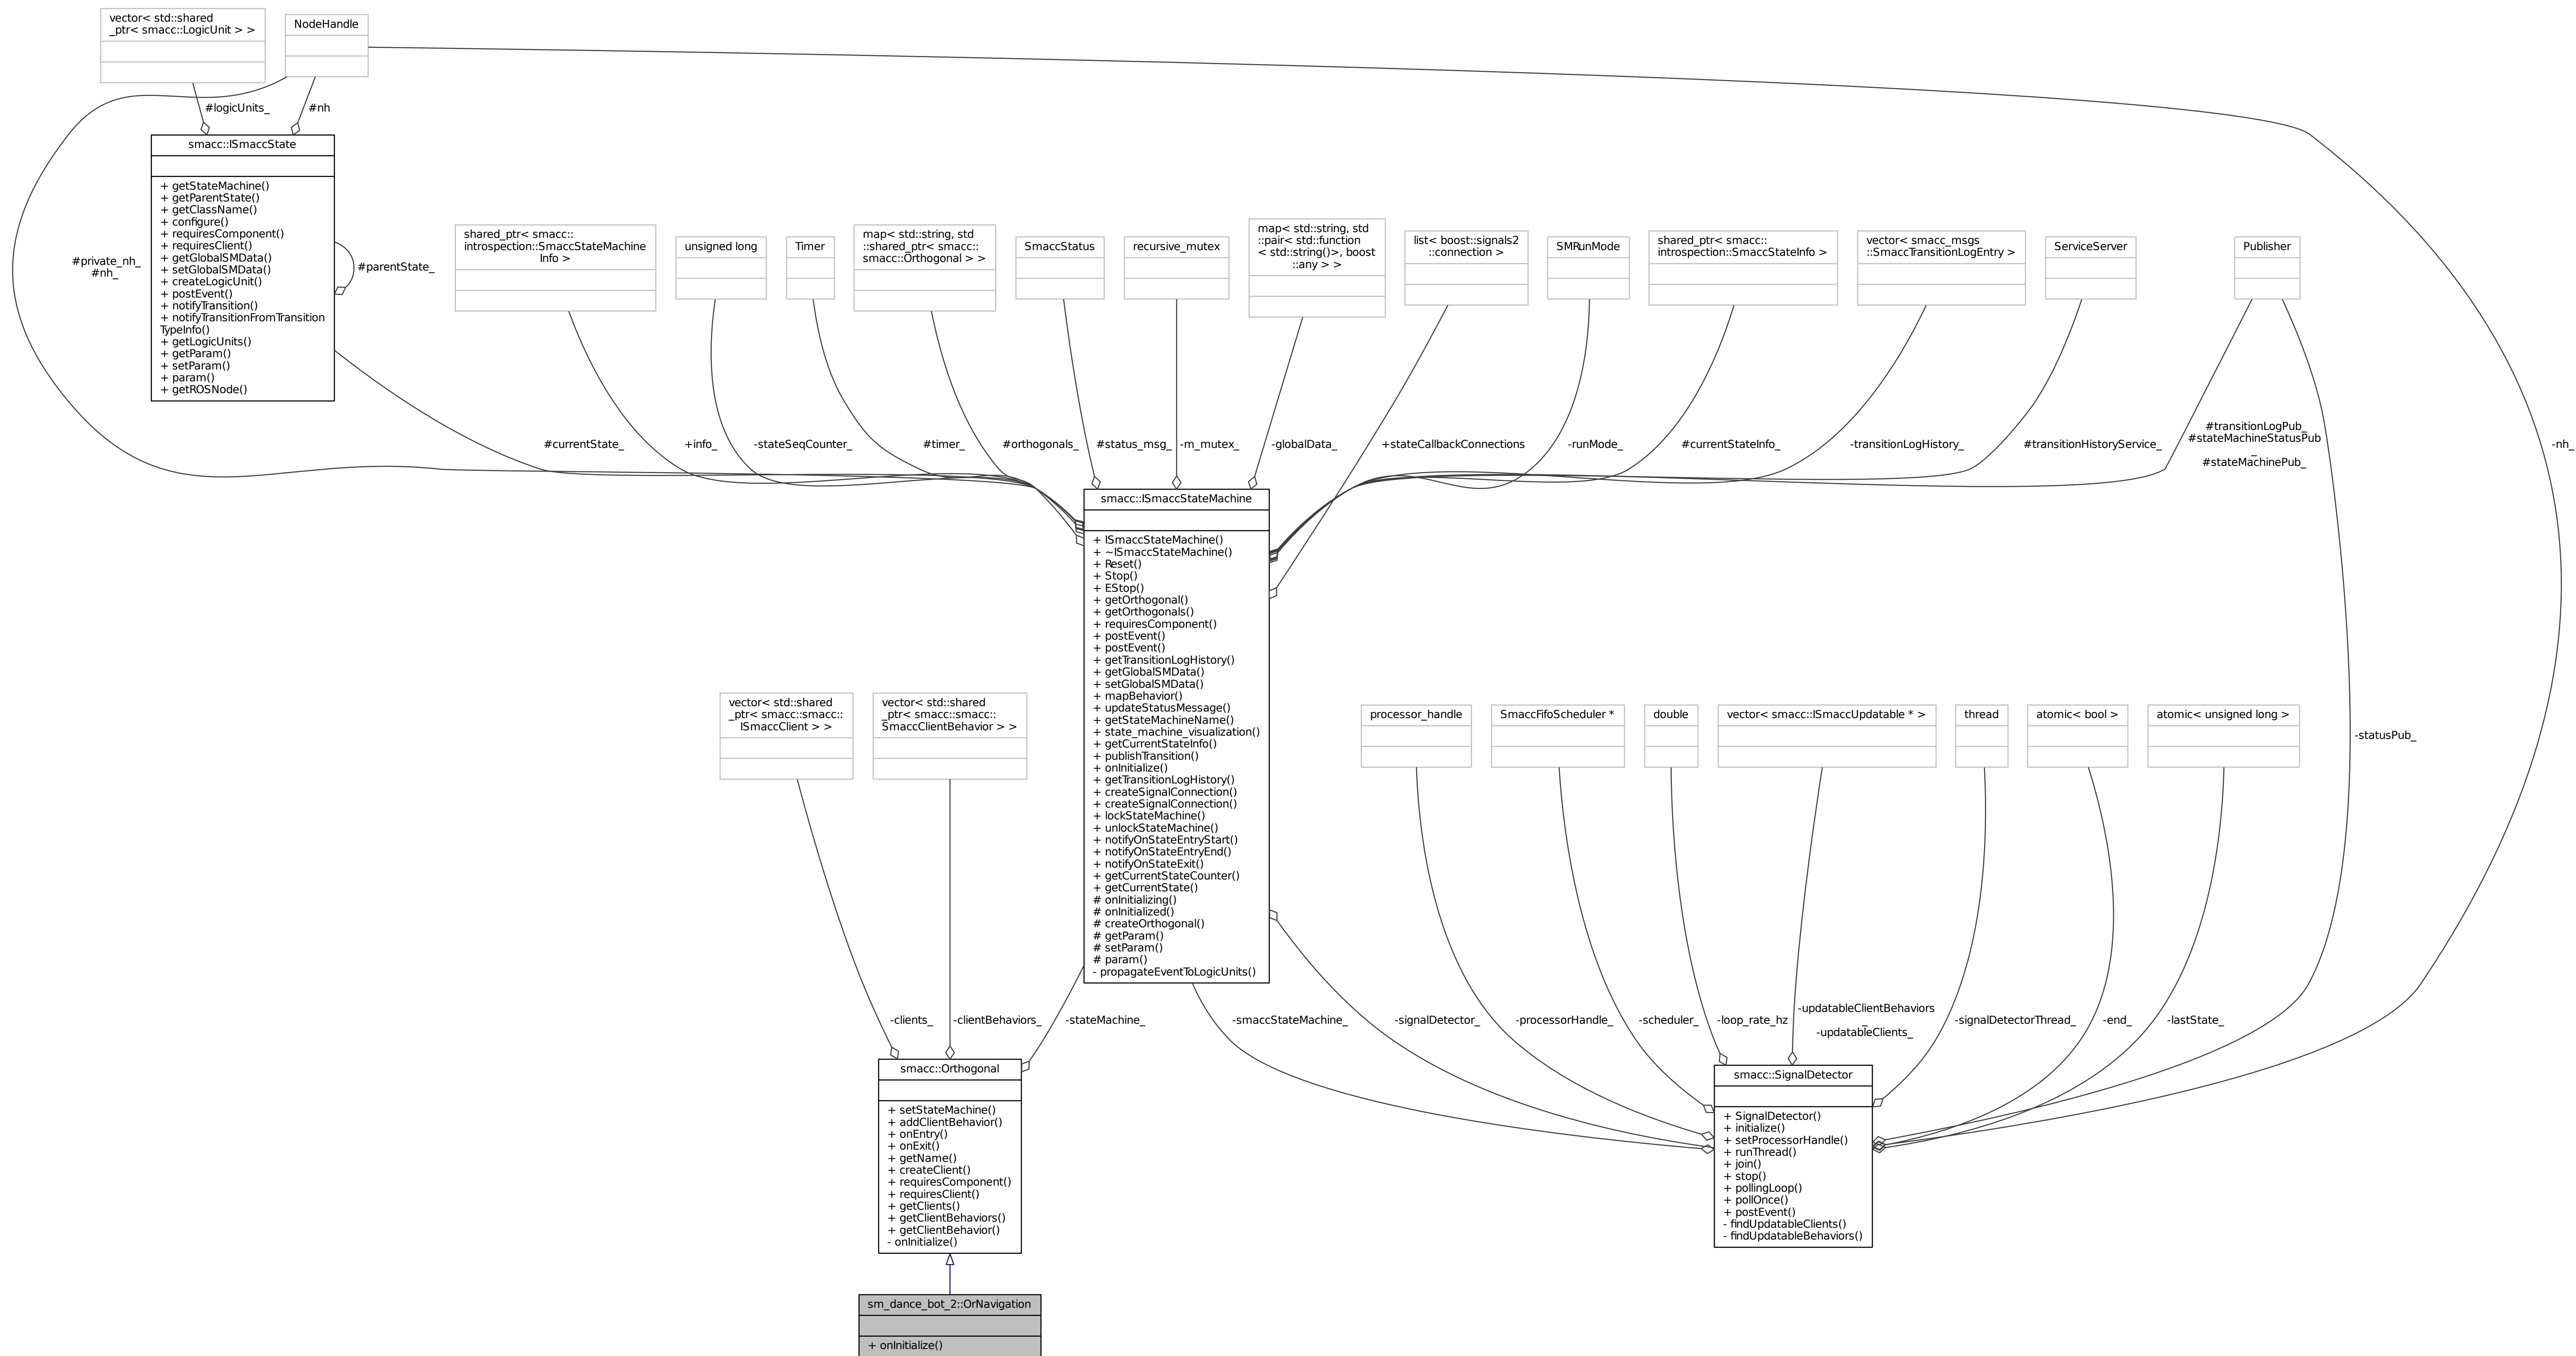 vector< std::shared
_ptr< smacc::LogicUnit > >
NodeHandle
#logicUnits_
#nh
smacc::ISmaccState
+ getStateMachine()
+ getParentState()
+ getClassName()
+ configure()
+ requiresComponent()
+ requiresClient()
+ getGlobalSMData()
+ setGlobalSMData()
+ createLogicUnit()
+ postEvent()
+ notifyTransition()
+ notifyTransitionFromTransition
TypeInfo()
+ getLogicUnits()
+ getParam()
+ setParam()
+ param()
+ getROSNode()
#private_nh_
#nh_
#parentState_
shared_ptr< smacc::
introspection::SmaccStateMachine
Info >
unsigned long
Timer
map< std::string, std
::shared_ptr< smacc::
smacc::Orthogonal > >
SmaccStatus
recursive_mutex
map< std::string, std
::pair< std::function
< std::string()>, boost
::any > >
list< boost::signals2
::connection >
SMRunMode
shared_ptr< smacc::
introspection::SmaccStateInfo >
vector< smacc_msgs
::SmaccTransitionLogEntry >
ServiceServer
Publisher
#currentState_
+info_
-stateSeqCounter_
#timer_
#orthogonals_
#status_msg_
-m_mutex_
-globalData_
+stateCallbackConnections
-runMode_
#currentStateInfo_
-transitionLogHistory_
#transitionHistoryService_
#transitionLogPub_
#stateMachineStatusPub
_
#stateMachinePub_
-nh_
smacc::ISmaccStateMachine
+ ISmaccStateMachine()
+ ~ISmaccStateMachine()
+ Reset()
+ Stop()
+ EStop()
+ getOrthogonal()
+ getOrthogonals()
+ requiresComponent()
+ postEvent()
+ postEvent()
+ getTransitionLogHistory()
+ getGlobalSMData()
+ setGlobalSMData()
+ mapBehavior()
+ updateStatusMessage()
+ getStateMachineName()
+ state_machine_visualization()
+ getCurrentStateInfo()
+ publishTransition()
+ onInitialize()
+ getTransitionLogHistory()
+ createSignalConnection()
+ createSignalConnection()
+ lockStateMachine()
+ unlockStateMachine()
+ notifyOnStateEntryStart()
+ notifyOnStateEntryEnd()
+ notifyOnStateExit()
+ getCurrentStateCounter()
+ getCurrentState()
# onInitializing()
# onInitialized()
# createOrthogonal()
# getParam()
# setParam()
# param()
- propagateEventToLogicUnits()
vector< std::shared
_ptr< smacc::smacc::
ISmaccClient > >
vector< std::shared
_ptr< smacc::smacc::
SmaccClientBehavior > >
processor_handle
SmaccFifoScheduler *
double
vector< smacc::ISmaccUpdatable * >
thread
atomic< bool >
atomic< unsigned long >
-statusPub_
-clients_
-clientBehaviors_
-stateMachine_
-smaccStateMachine_
-signalDetector_
-processorHandle_
-scheduler_
-loop_rate_hz
-updatableClientBehaviors
_
-updatableClients_
-signalDetectorThread_
-end_
-lastState_
smacc::Orthogonal
+ setStateMachine()
+ addClientBehavior()
+ onEntry()
+ onExit()
+ getName()
+ createClient()
+ requiresComponent()
+ requiresClient()
+ getClients()
+ getClientBehaviors()
+ getClientBehavior()
- onInitialize()
smacc::SignalDetector
+ SignalDetector()
+ initialize()
+ setProcessorHandle()
+ runThread()
+ join()
+ stop()
+ pollingLoop()
+ pollOnce()
+ postEvent()
- findUpdatableClients()
- findUpdatableBehaviors()
sm_dance_bot_2::OrNavigation
+ onInitialize()